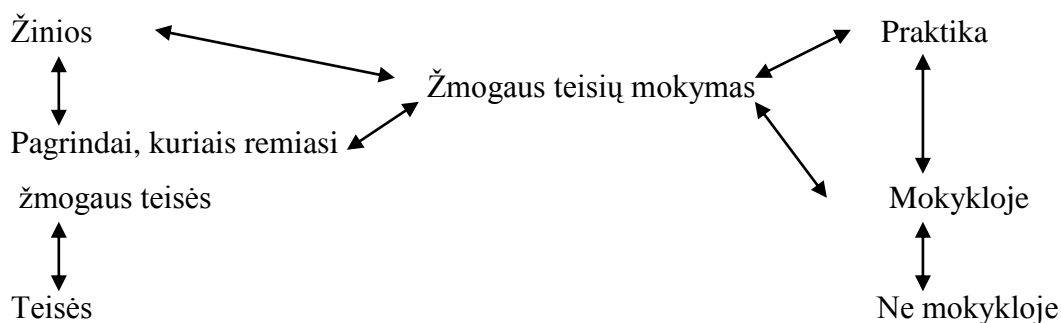 Žinios
Praktika
Žmogaus teisių mokymas
Pagrindai, kuriais remiasi
žmogaus teisės
Mokykloje
Teisės
Ne mokykloje